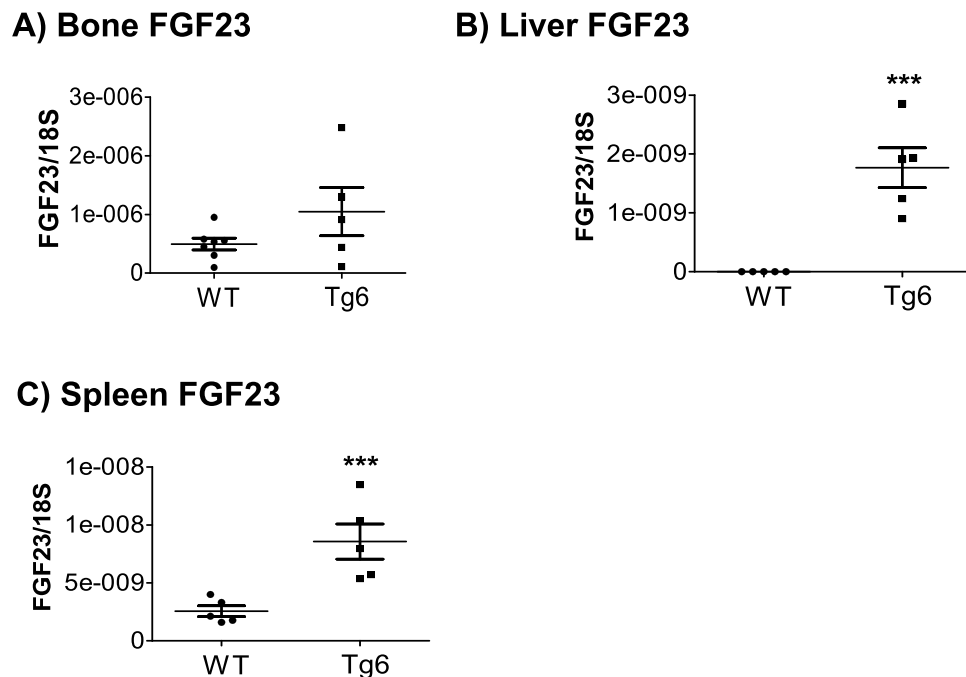 A) Bone FGF23
FGF23/18S
3e-006
2e-006
1e-006
0
WT
Tg6
B) Liver FGF23
FGF23/18S
***
3e-009
2e-009
1e-009
0
WT
Tg6
C) Spleen FGF23
FGF23/18S
***
1e-008
1e-008
5e-009
0
WT
Tg6